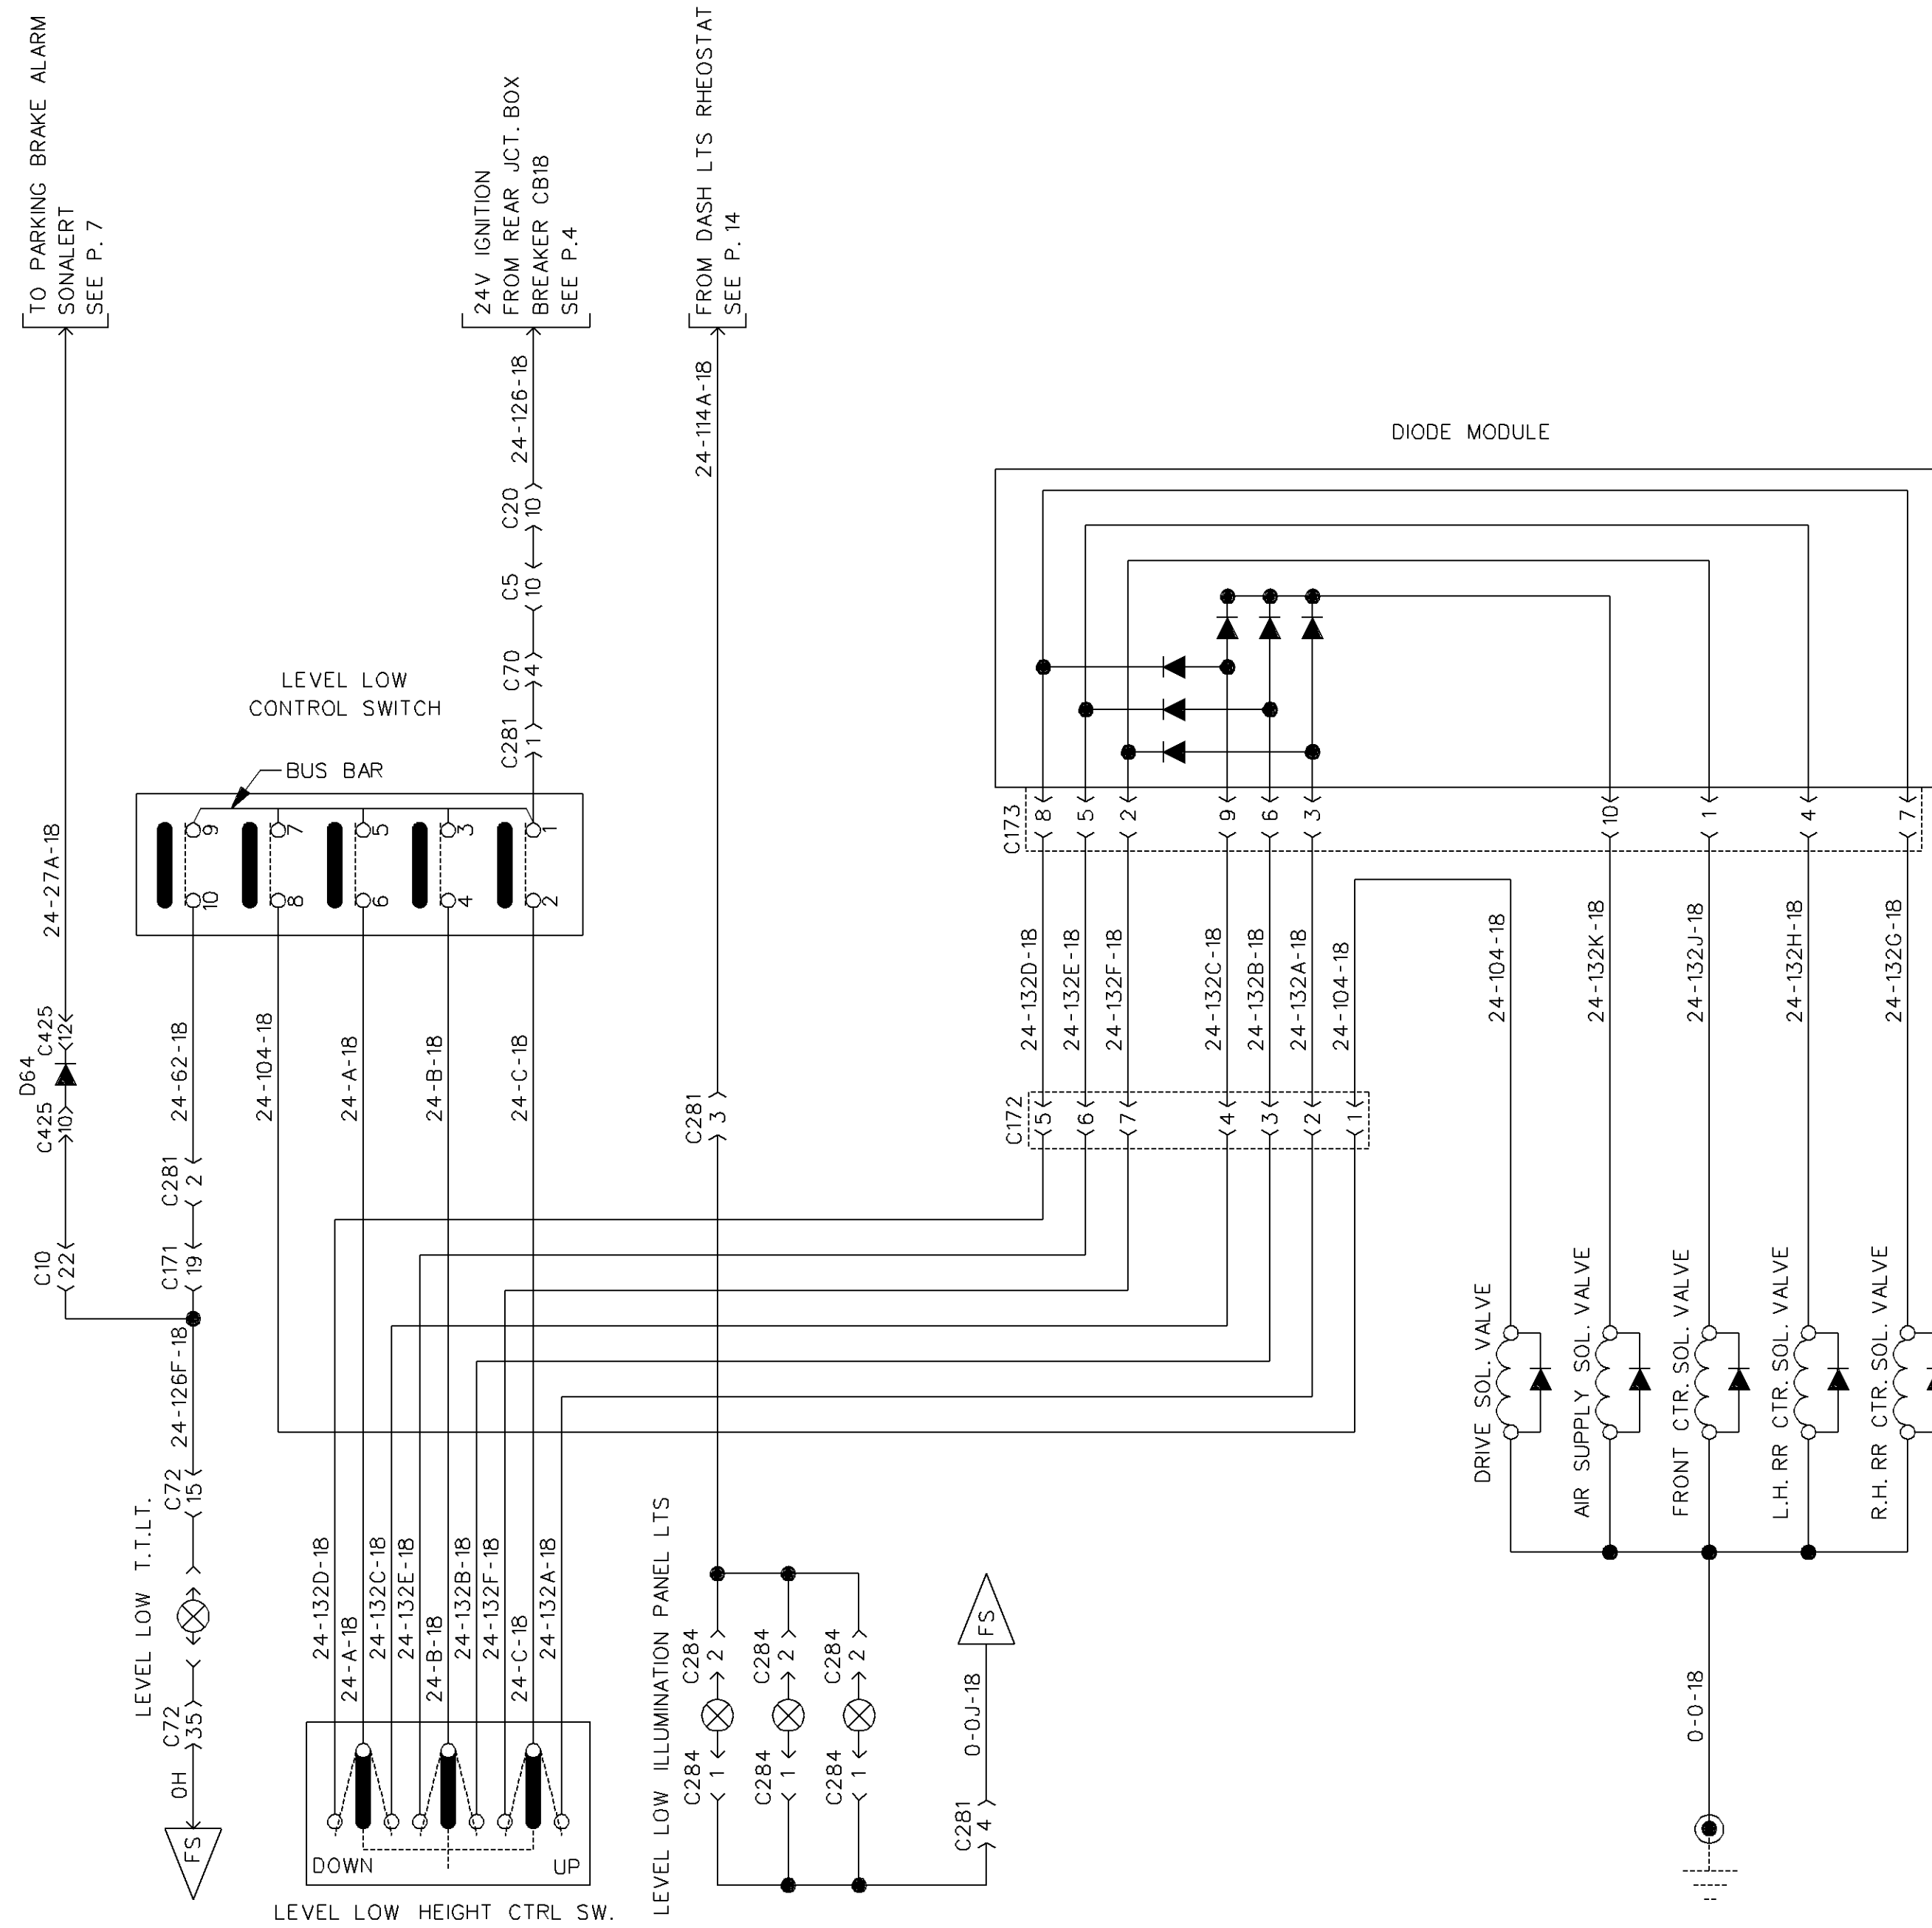 TO PARKING BRAKE ALARM
SONALERT
SEE P. 7
24V IGNITION
FROM REAR JCT. BOX
BREAKER CB18
SEE P.4
FROM DASH LTS RHEOSTAT
SEE P. 14
24-126-18
24-114A-18
DIODE MODULE
C20
10
C5
10
C70
4
C281
1
LEVEL LOW
CONTROL SWITCH
BUS BAR
9
7
5
3
1
10
8
6
4
2
24-27A-18
C425
12
D64
C425
10
C10
22
24-62-18
24-104-18
24-A-18
24-B-18
24-C-18
C281
2
C171
19
C281
3
C173
8
5
2
9
6
3
10
1
4
7
24-132D-18
24-132E-18
24-132F-18
24-132C-18
24-132B-18
24-132A-18
24-104-18
24-104-18
24-132K-18
24-132J-18
24-132H-18
24-132G-18
C172
5
6
7
4
3
2
1
24-126F-18
C72
15
LEVEL LOW T.T.LT.
C72
35
0H
FS
24-132D-18
24-A-18
24-132C-18
24-132E-18
24-B-18
24-132B-18
24-132F-18
24-C-18
24-132A-18
DOWN
UP
LEVEL LOW HEIGHT CTRL SW.
LEVEL LOW ILLUMINATION PANEL LTS
C284
2
C284
2
C284
2
C284
1
C284
1
C284
1
FS
0-0J-18
C281
4
DRIVE SOL. VALVE
AIR SUPPLY SOL. VALVE
FRONT CTR. SOL. VALVE
L.H. RR CTR. SOL. VALVE
R.H. RR CTR. SOL. VALVE
0-0-18